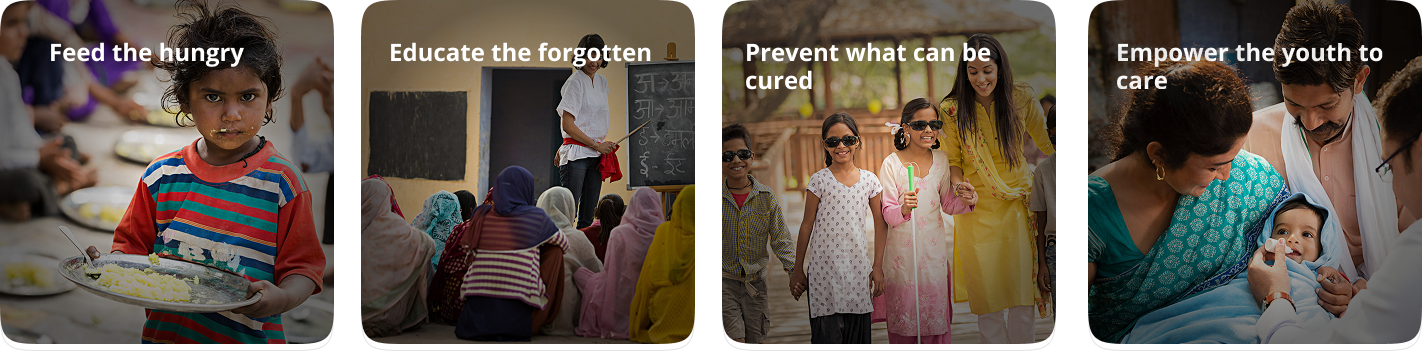 Feed the hungry
Educate the forgotten
Prevent what can be
cured
Empower the youth to
care